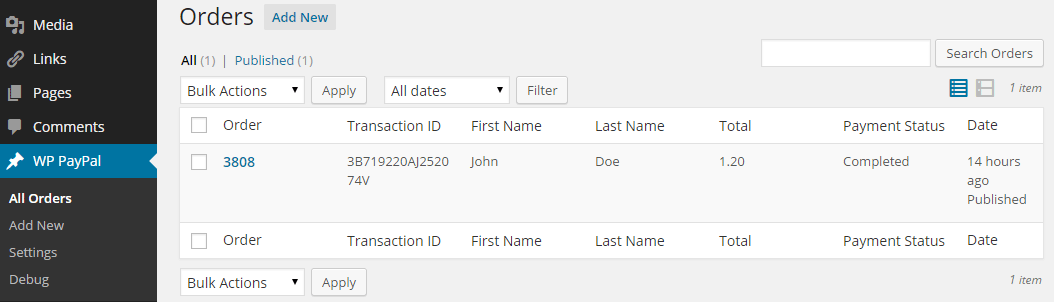 Media
Links
Pages
Comments
WP PayPal
All Orders
Add New
Settings
Debug
Orders Add New
All (1) | Published (1)
Search Orders
Bulk Actions Apply All dates Filter 1 item
Order Transaction ID First Name Last Name Total Payment Status Date
3808 3B719220AJ2520 John Doe 1.20 Completed 14 hours
74V ago
Published
Order Transaction ID First Name Last Name Total Payment Status Date
Bulk Actions Apply 1 item